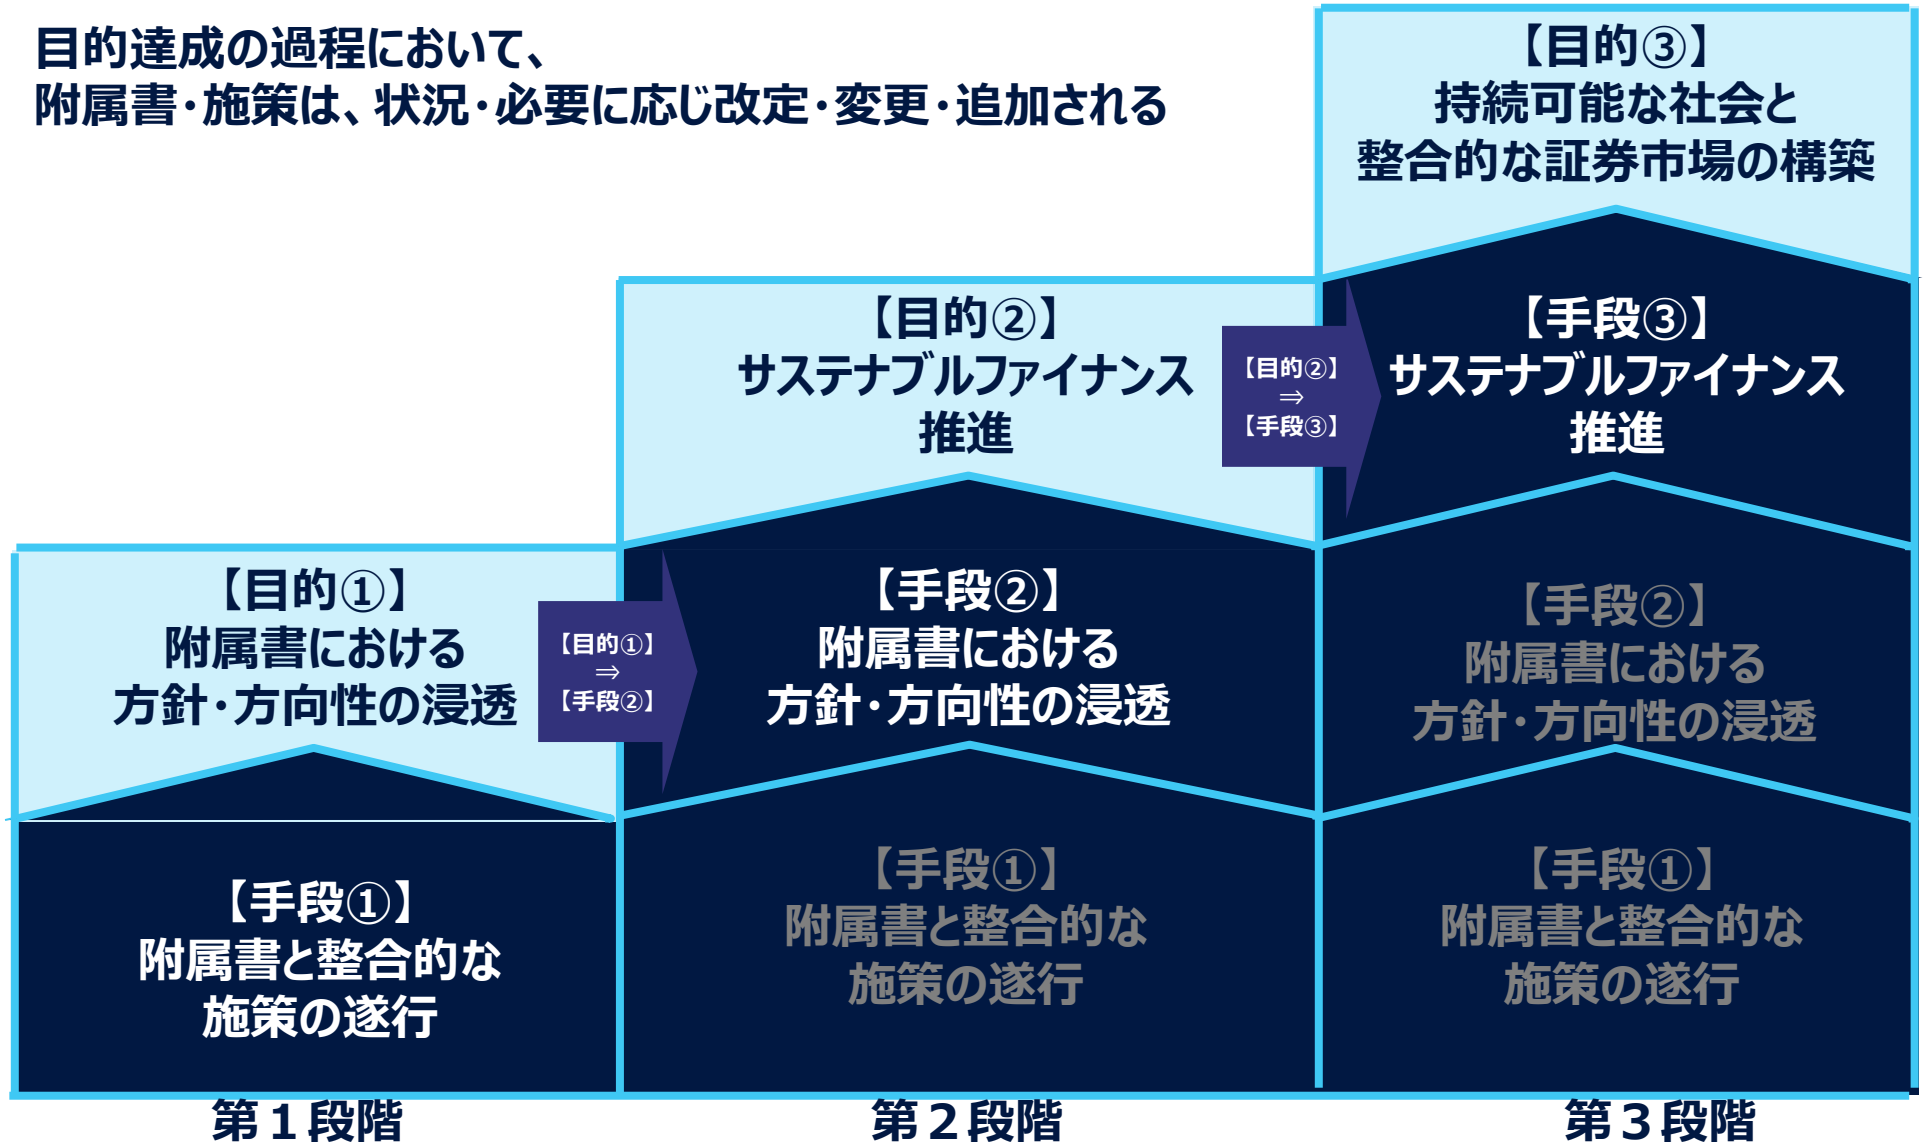 目的達成の過程において、
附属書・施策は、状況・必要に応じ改定・変更・追加される
【目的③】
持続可能な社会と
整合的な証券市場の構築
【目的②】
サステナブルファイナンス
推進
【目的②】
⇒
【手段③】
【手段③】
サステナブルファイナンス
推進
【目的①】
附属書における
方針・方向性の浸透
【目的①】
⇒
【手段②】
【手段②】
附属書における
方針・方向性の浸透
【手段②】
附属書における
方針・方向性の浸透
【手段①】
附属書と整合的な
施策の遂行
【手段①】
附属書と整合的な
施策の遂行
【手段①】
附属書と整合的な
施策の遂行
第１段階
第２段階
第３段階